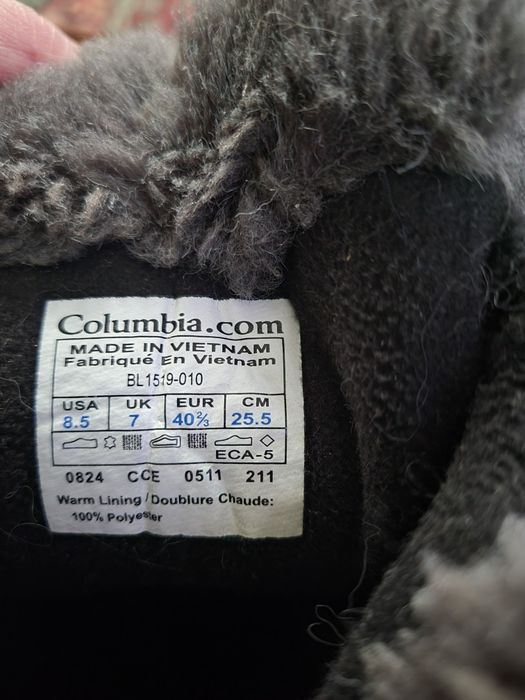 Columbia.com
MADE IN VIETNAM
Fabriqué En Vietnam
BL1519-010
USA UK EUR CM
8.5 7 40⅔ 25.5
ECA-5
0824 CCE 0511 211
Warm Lining / Doublure Chaude:
100% Polyester